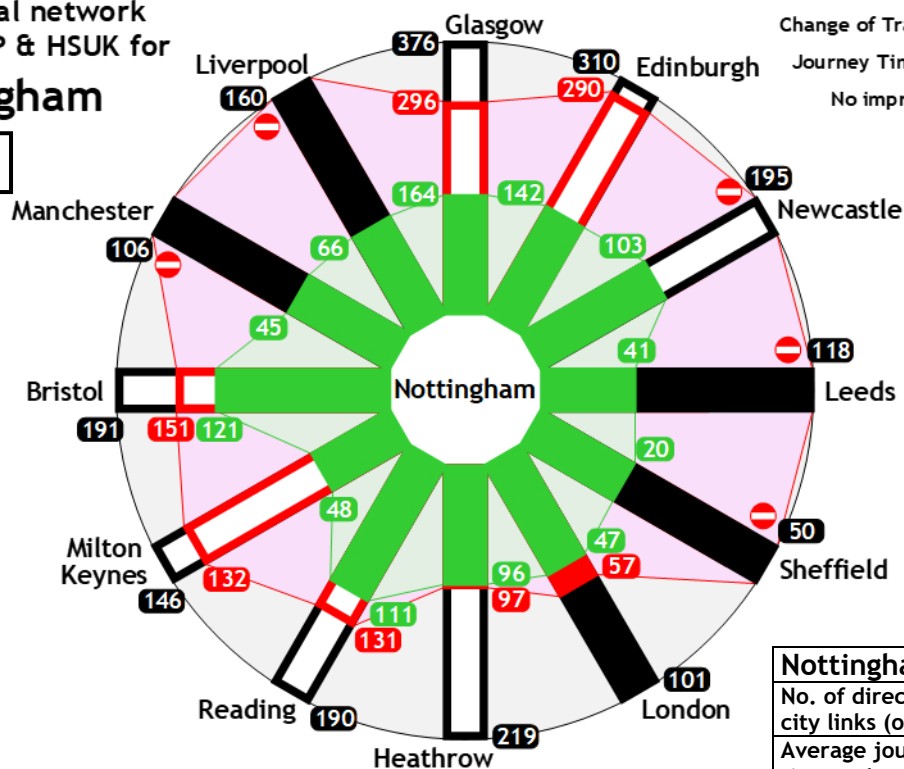 al network
P & HSUK for
gham
Change of Tra
Journey Tim
No impr
Glasgow
376
296
164
Edinburgh
310
290
142
Newcastle
195
103
Leeds
118
41
Sheffield
50
20
London
101
57
47
Heathrow
219
97
96
Reading
190
131
111
Milton
Keynes
146
132
48
Bristol
191
151
121
Manchester
106
45
Liverpool
160
66
Nottingham
Nottingha
No. of direc
city links (o
Average jou